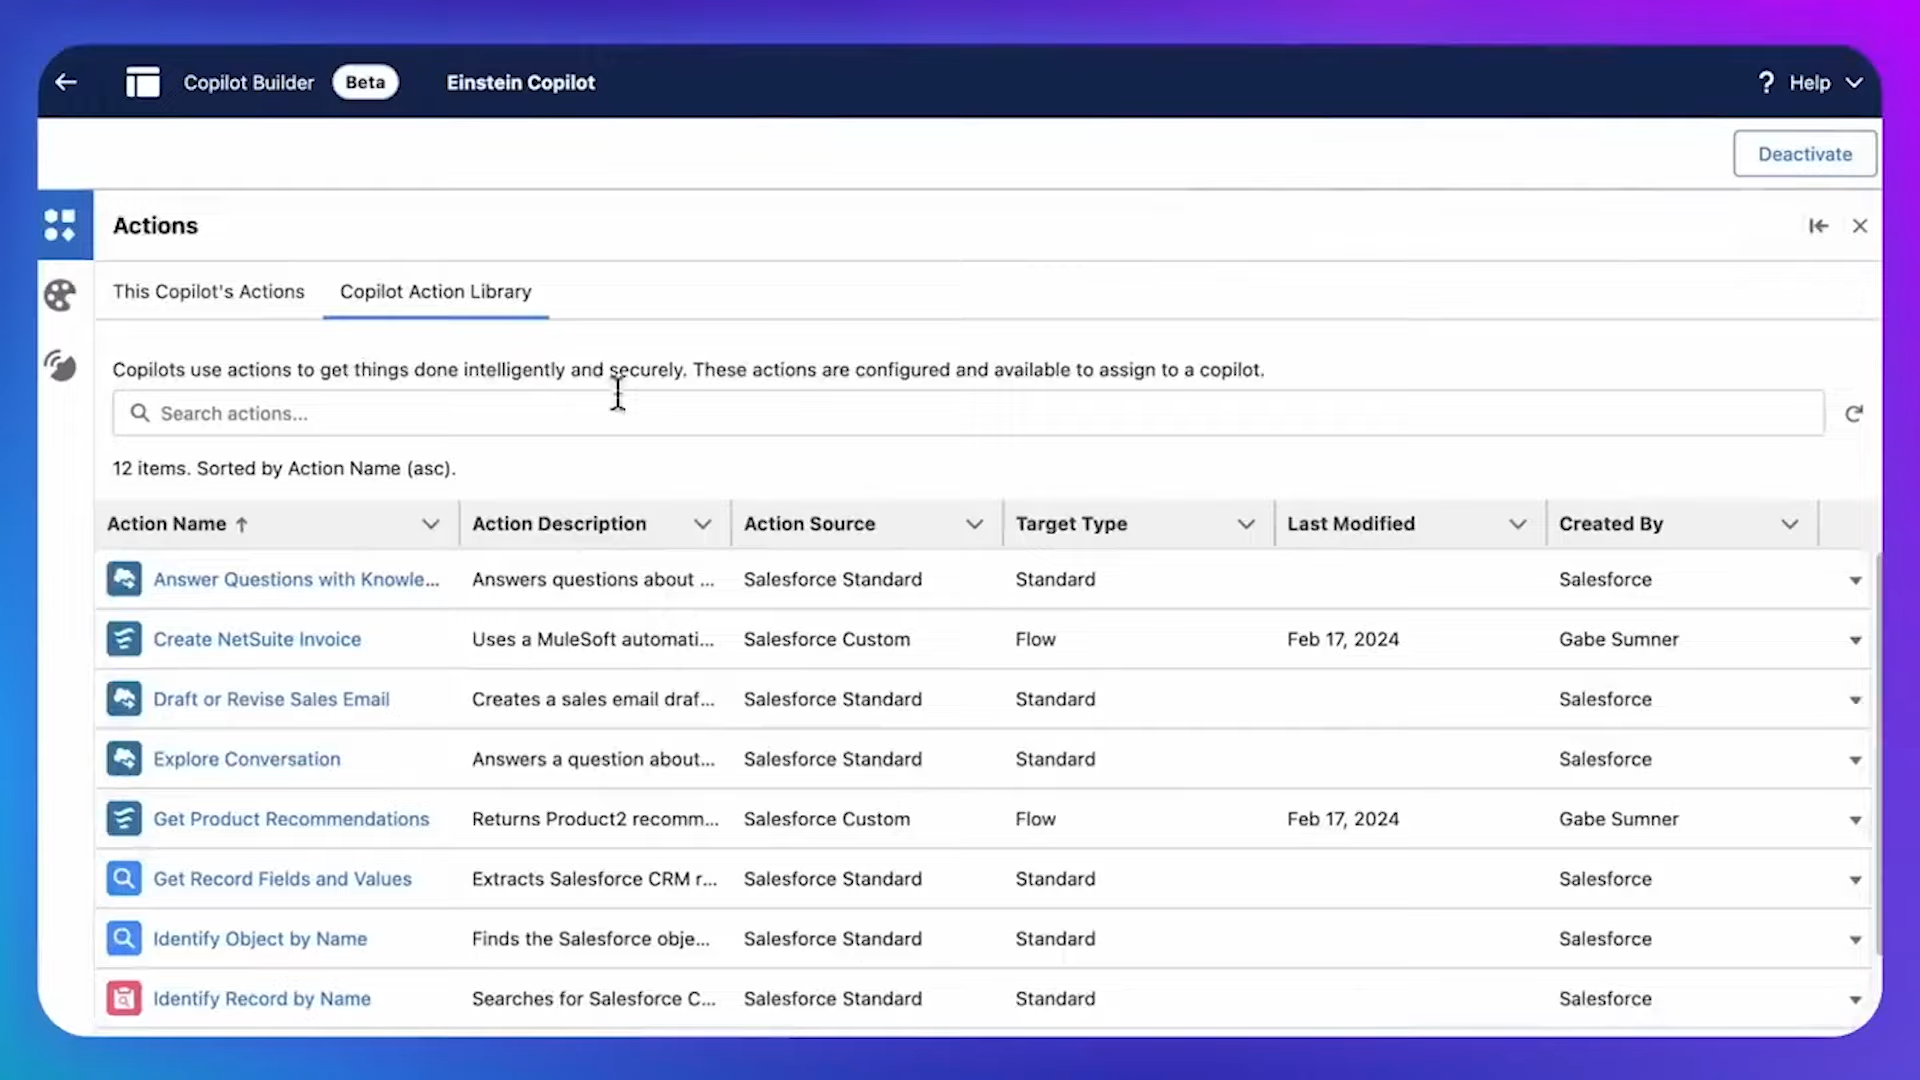 Copilot Builder Beta Einstein Copilot ? Help
Deactivate
Actions
This Copilot's Actions Copilot Action Library
Copilots use actions to get things done intelligently and securely. These actions are configured and available to assign to a copilot.
Search actions...
12 items. Sorted by Action Name (asc).
Action Name ↑ Action Description Action Source Target Type Last Modified Created By
Answer Questions with Knowle... Answers questions about ... Salesforce Standard Standard Salesforce
Create NetSuite Invoice Uses a MuleSoft automati... Salesforce Custom Flow Feb 17, 2024 Gabe Sumner
Draft or Revise Sales Email Creates a sales email draf... Salesforce Standard Standard Salesforce
Explore Conversation Answers a question about... Salesforce Standard Standard Salesforce
Get Product Recommendations Returns Product2 recomm... Salesforce Custom Flow Feb 17, 2024 Gabe Sumner
Get Record Fields and Values Extracts Salesforce CRM r... Salesforce Standard Standard Salesforce
Identify Object by Name Finds the Salesforce obje... Salesforce Standard Standard Salesforce
Identify Record by Name Searches for Salesforce C... Salesforce Standard Standard Salesforce